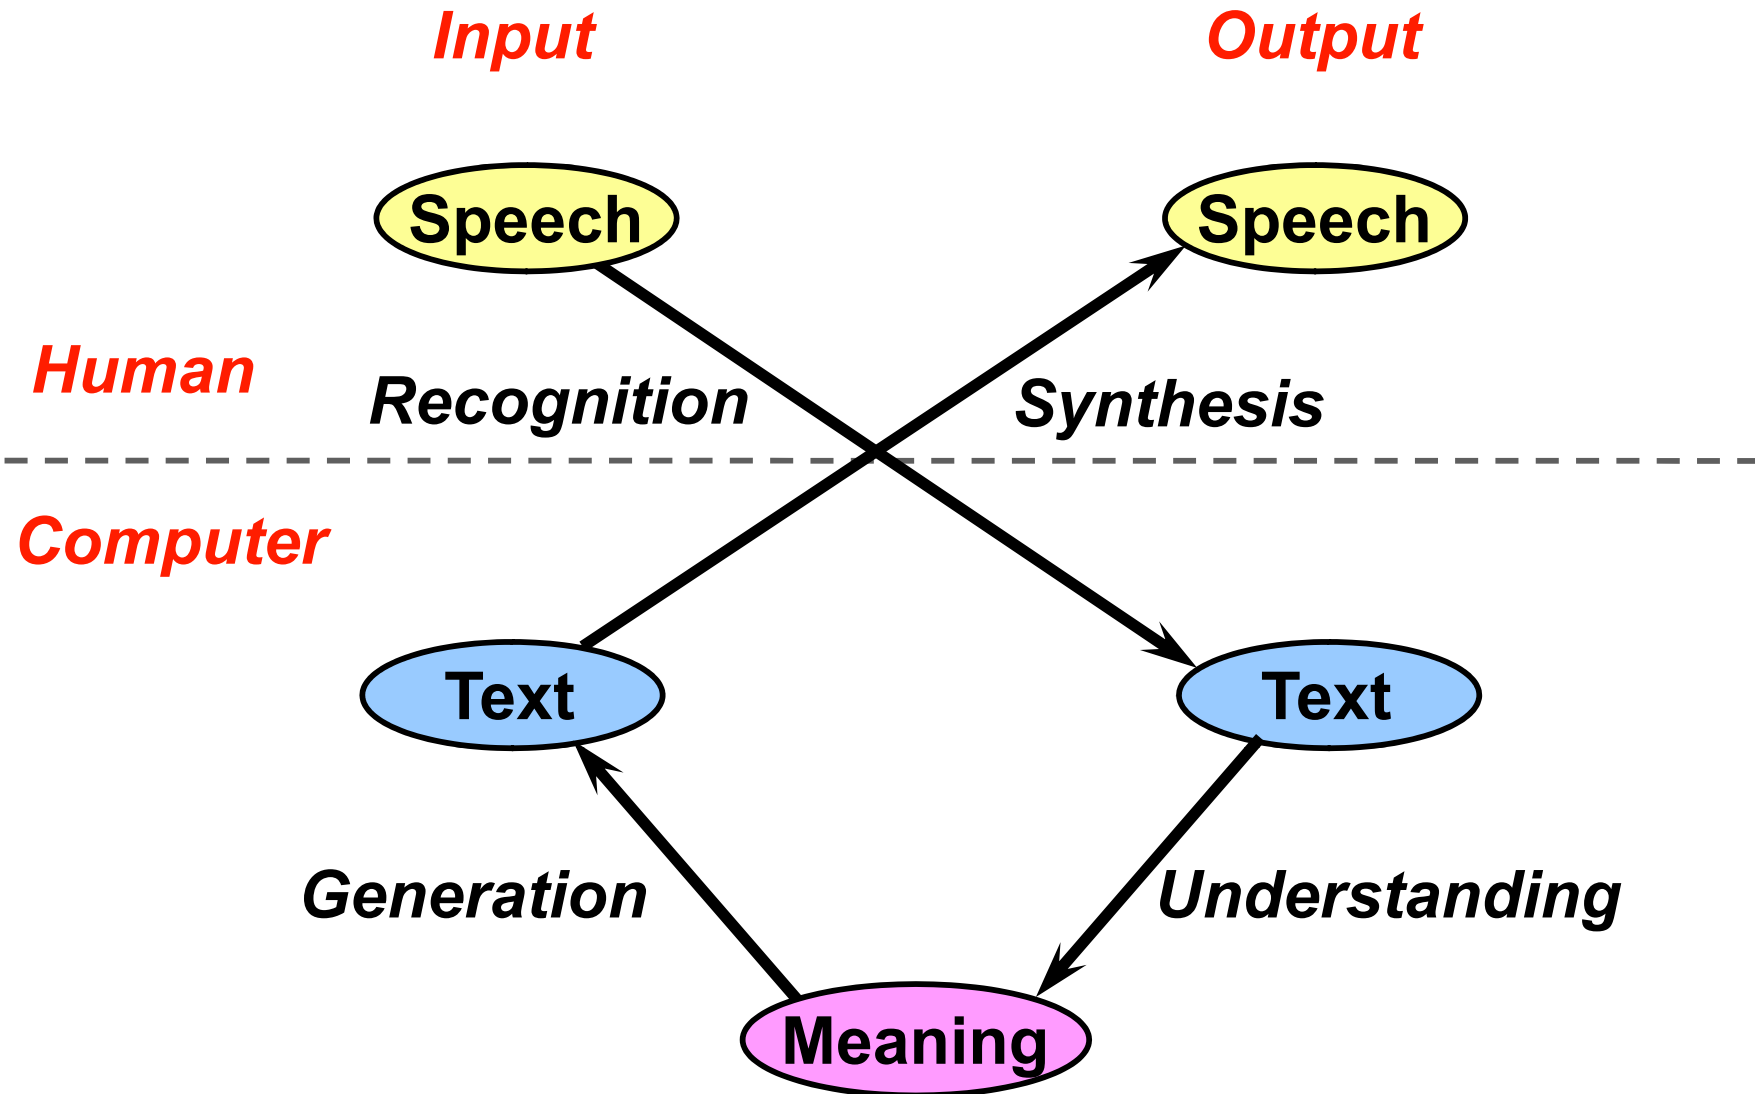 Input
Output
Speech
Speech
Human
Recognition
Synthesis
Computer
Text
Text
Generation
Understanding
Meaning